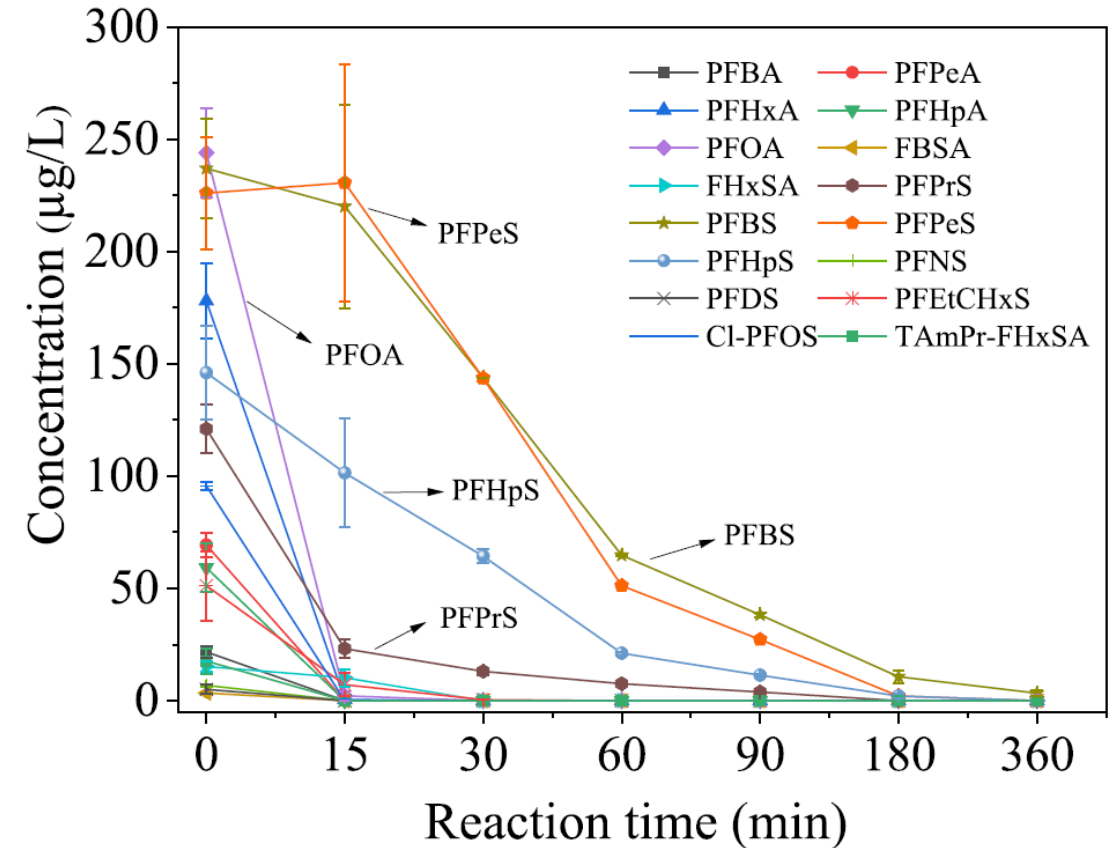 300
250
200
150
100
50
0
Concentration (µg/L)
PFBA PFPeA
PFHxA PFHpA
PFOA FBSA
FHxSA PFPrS
PFBS PFPeS
PFHpS PFNS
PFDS PFEtCHxS
Cl-PFOS TAmPr-FHxSA
PFPeS
PFOA
PFHpS
PFBS
PFPrS
0 15 30 60 90 180 360
Reaction time (min)